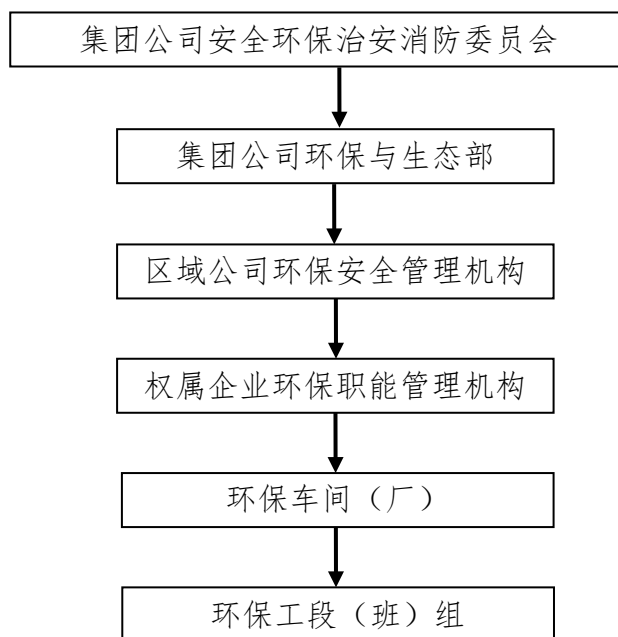 集团公司安全环保治安消防委员会
集团公司环保与生态部
区域公司环保安全管理机构
权属企业环保职能管理机构
环保车间（厂）
环保工段（班）组